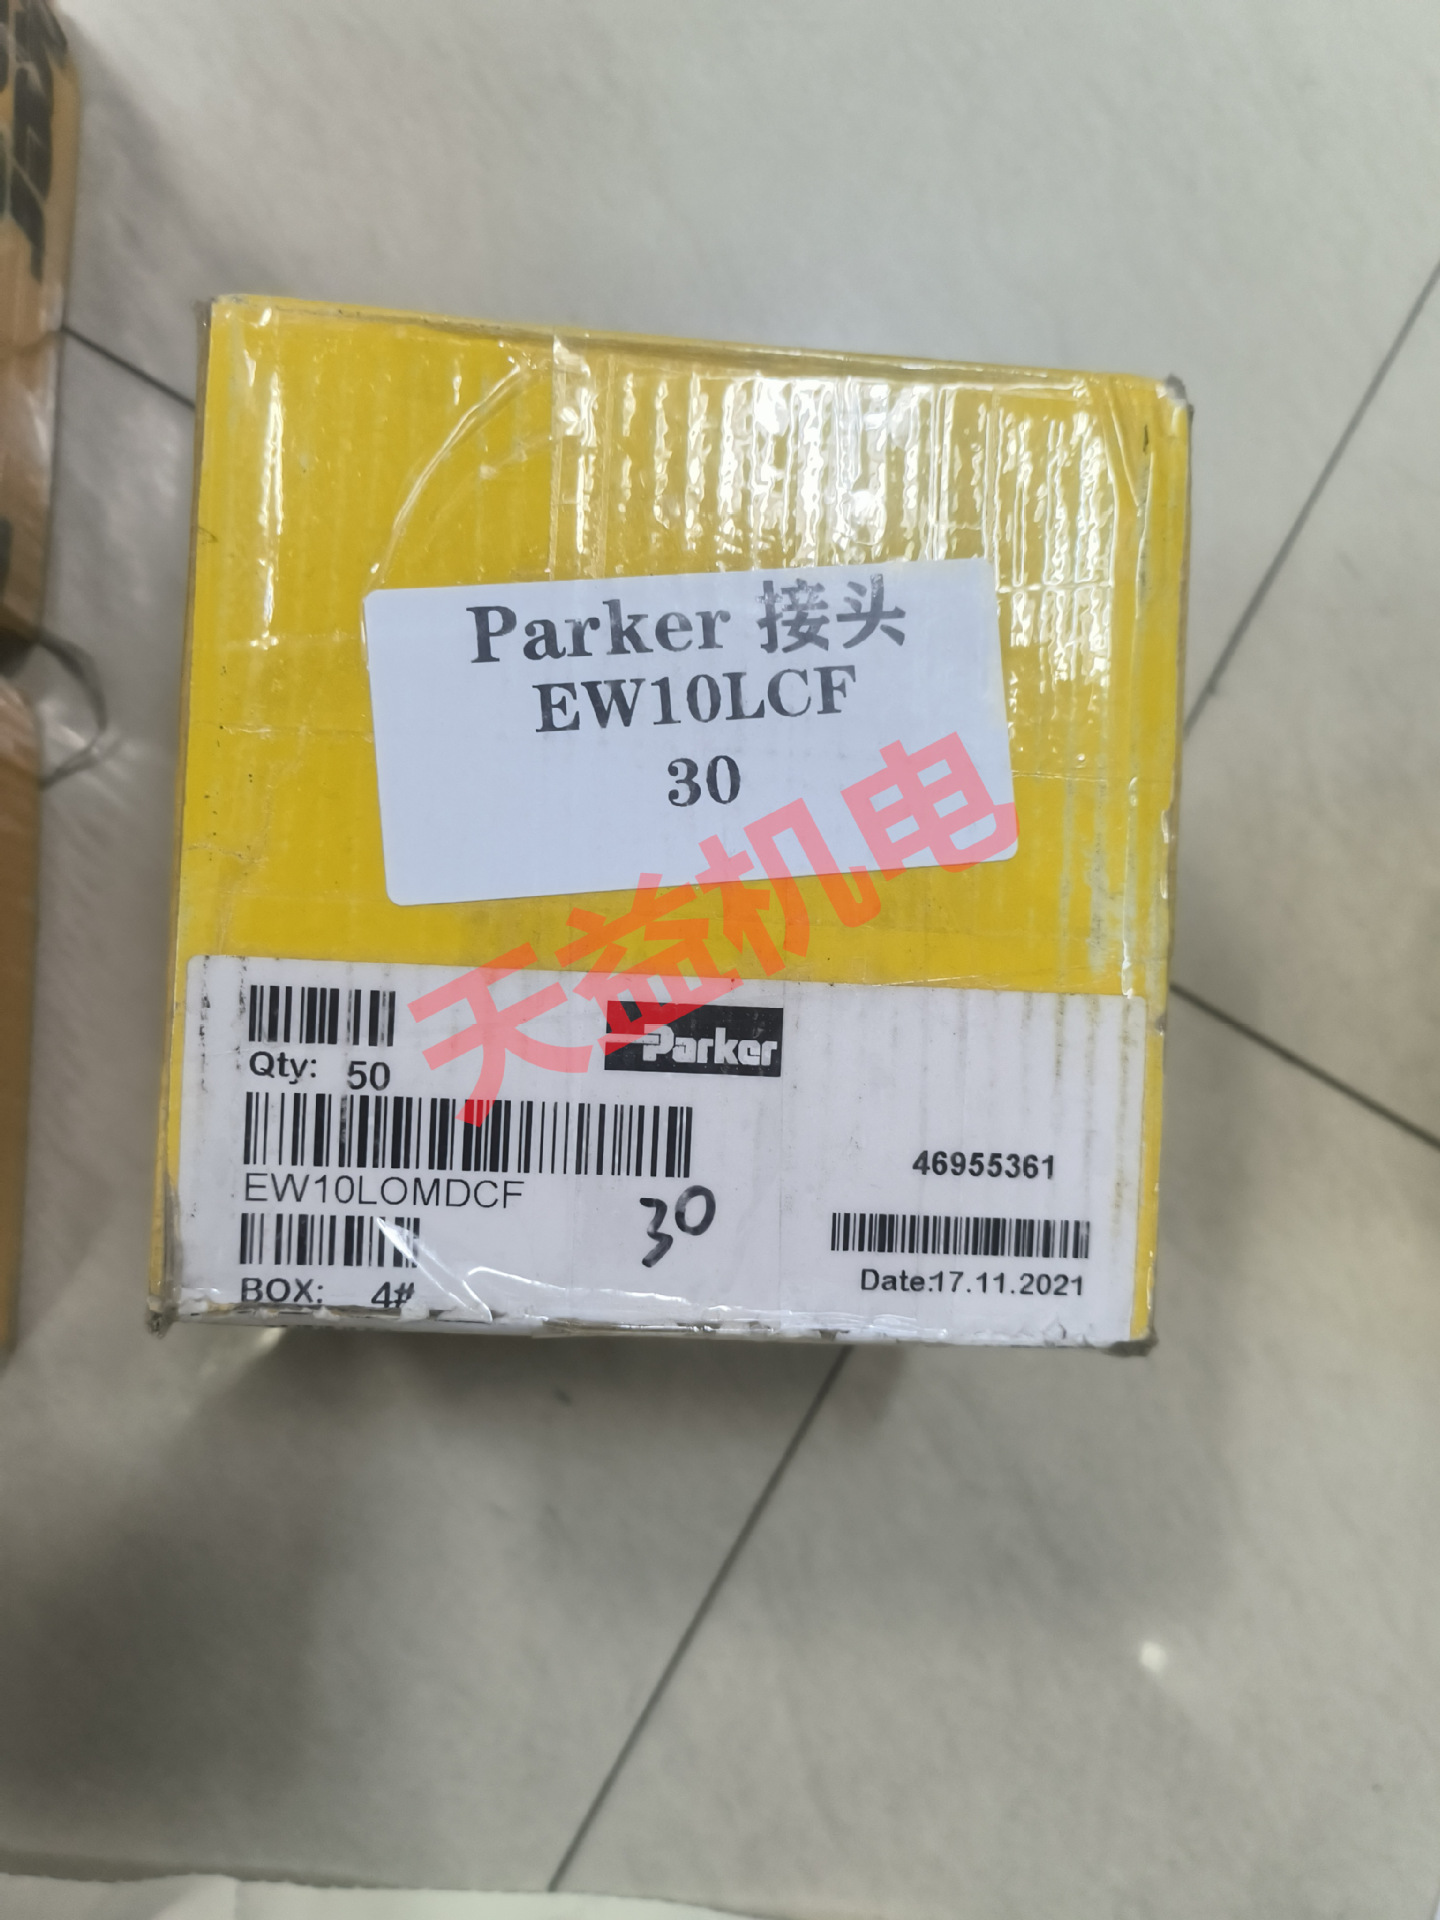 Parker 接头
EW10LCF
30
天益机电
Qty: 50
Parker
EW10LOMDCF
30
46955361
BOX: 4#
Date:17.11.2021